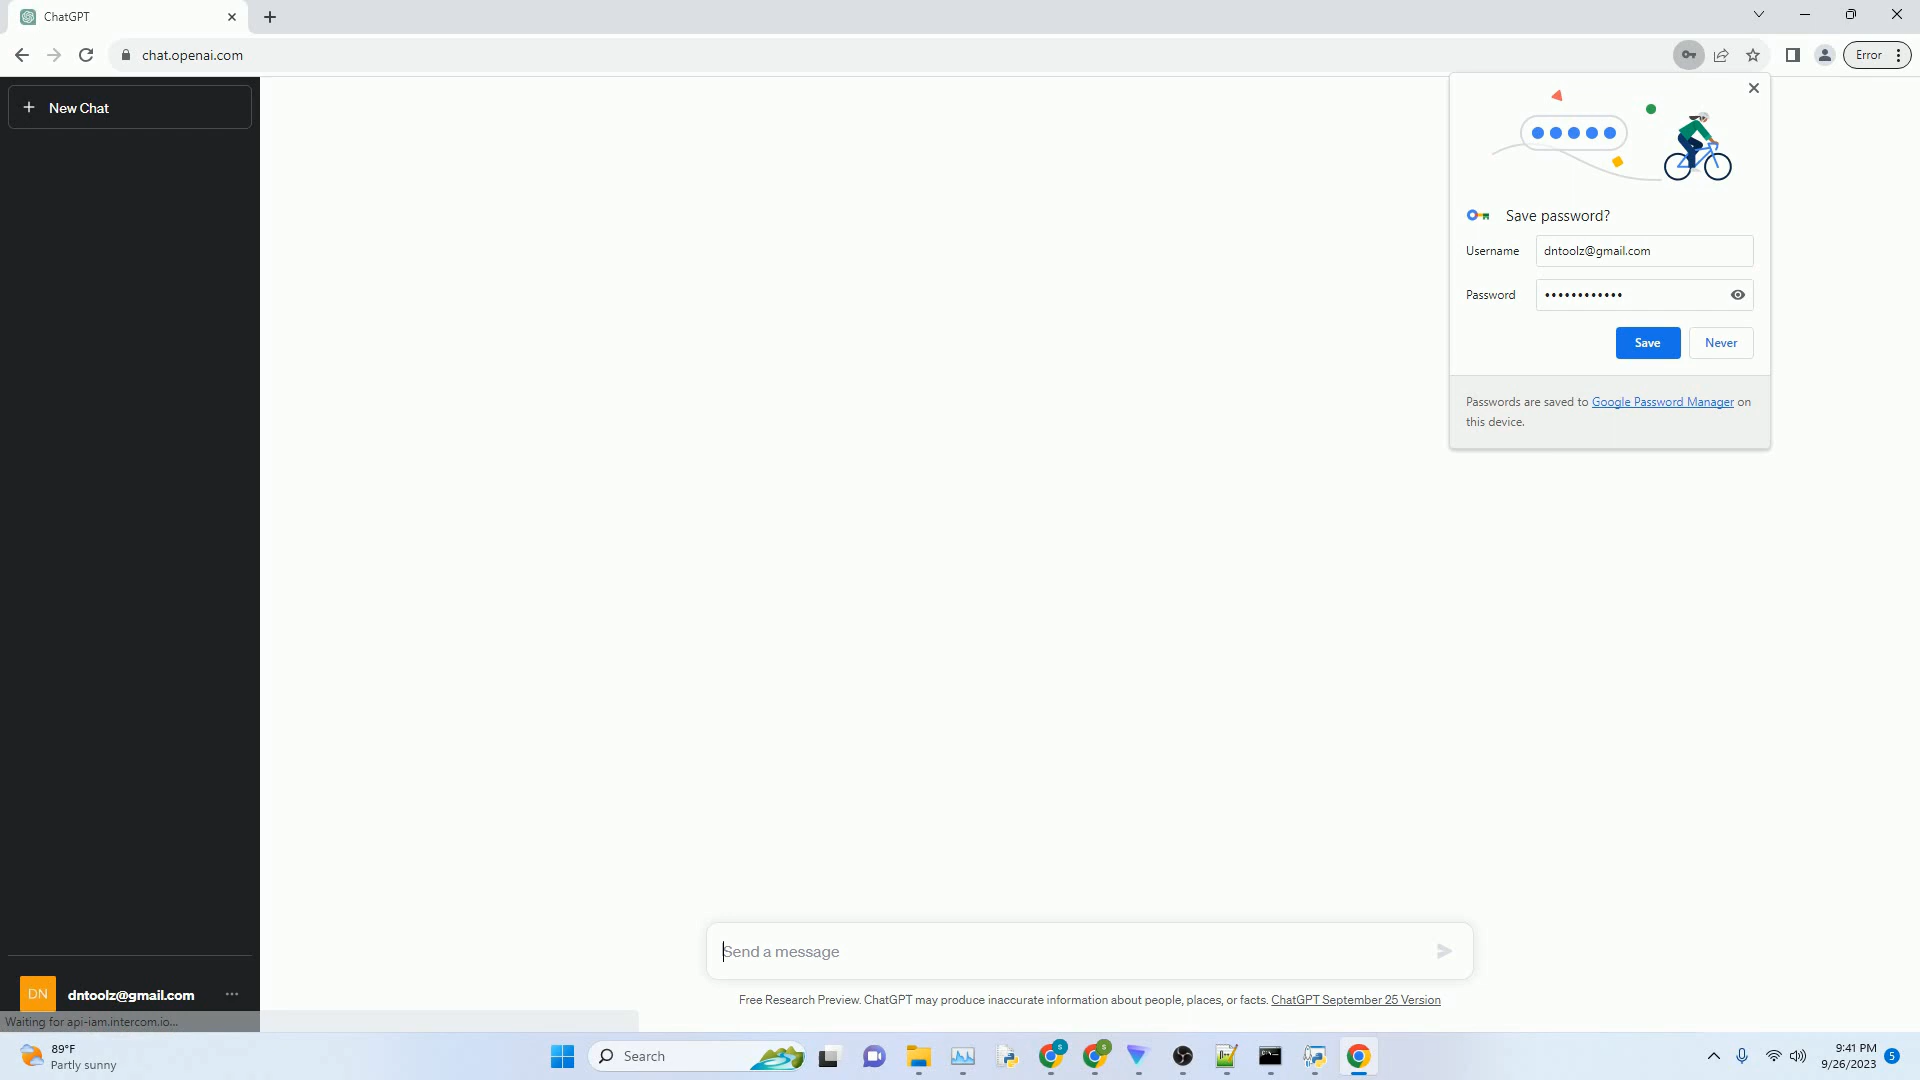 ChatGPT
chat.openai.com
Error
New Chat
Save password?
Username
dntoolz@gmail.com
Password
••••••••••••
Save
Never
Passwords are saved to Google Password Manager on
this device.
Send a message
Free Research Preview. ChatGPT may produce inaccurate information about people, places, or facts. ChatGPT September 25 Version
DN
dntoolz@gmail.com
Waiting for api-iam.intercom.io...
89°F
Partly sunny
Search
S
S
9:41 PM
9/26/2023
5